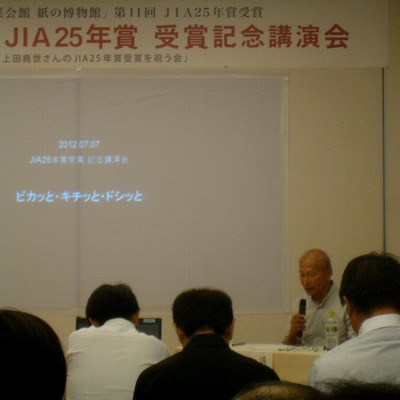 業会館 紙の博物館」第11回 JIA25年賞受賞
JIA25年賞 受賞記念講演会
上田堯世さんのJIA25年賞受賞を祝う会」
2012.07.07
JIA25年賞受賞 記念講演会
ピカッと・キチッと・ドシッと